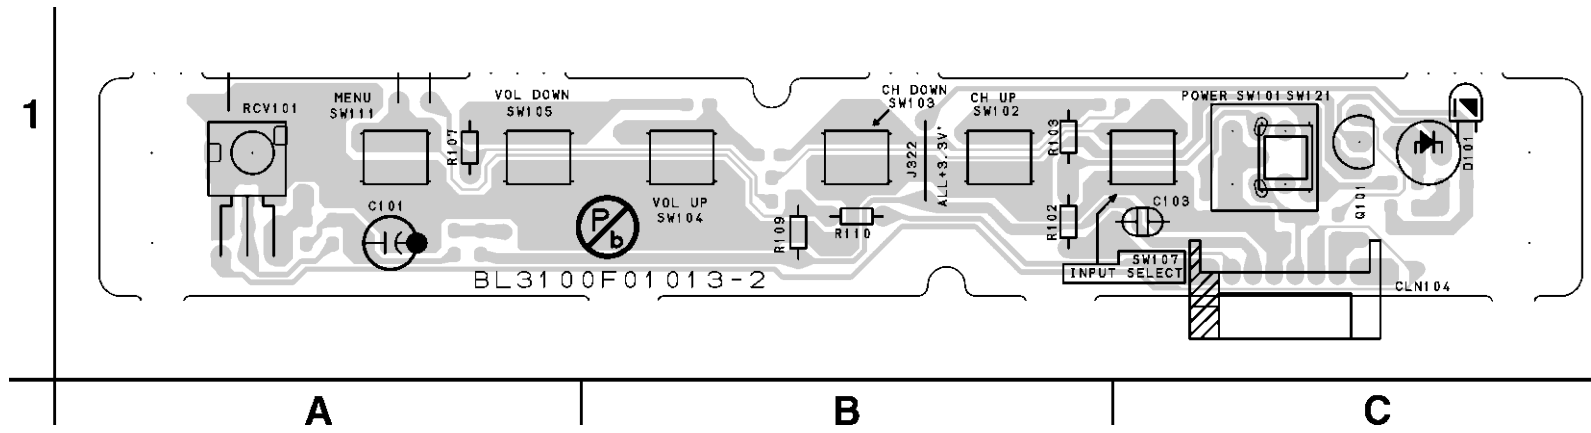 1
RCV101
MENU
SW111
R107
VOL DOWN
SW105
VOL UP
SW104
CH DOWN
SW103
J322
ALL+3.3V'
CH UP
SW102
R103
POWER SW101 SW121
Q101
D101
C101
Pb
R109
R110
R102
C103
SW107
INPUT SELECT
CLN104
BL3100F01013-2
A
B
C